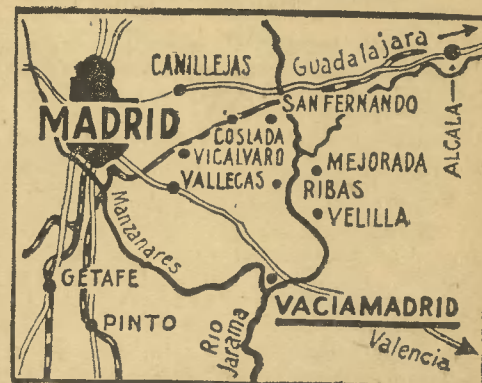 Guadalajara
CANILLEJAS
SAN FERNANDO
MADRID
COSLADA
VICALVARO
VALLECAS
MEJORADA
RIBAS
VELILLA
ALCALA
Manzanares
GETAFE
PINTO
VACIAMADRID
Rio
Jarama
Valencia